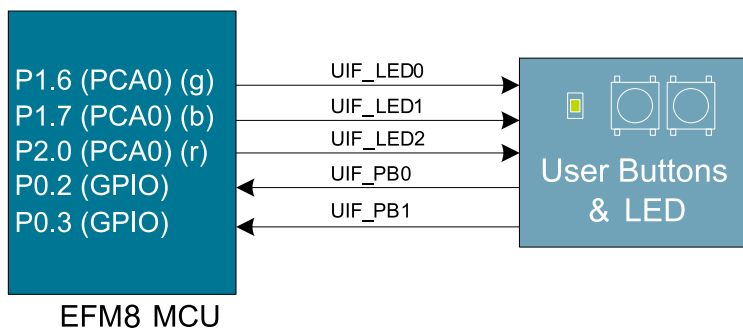 P1.6 (PCA0) (g)
P1.7 (PCA0) (b)
P2.0 (PCA0) (r)
P0.2 (GPIO)
P0.3 (GPIO)
UIF_LED0
UIF_LED1
UIF_LED2
UIF_PB0
UIF_PB1
User Buttons
& LED
EFM8 MCU